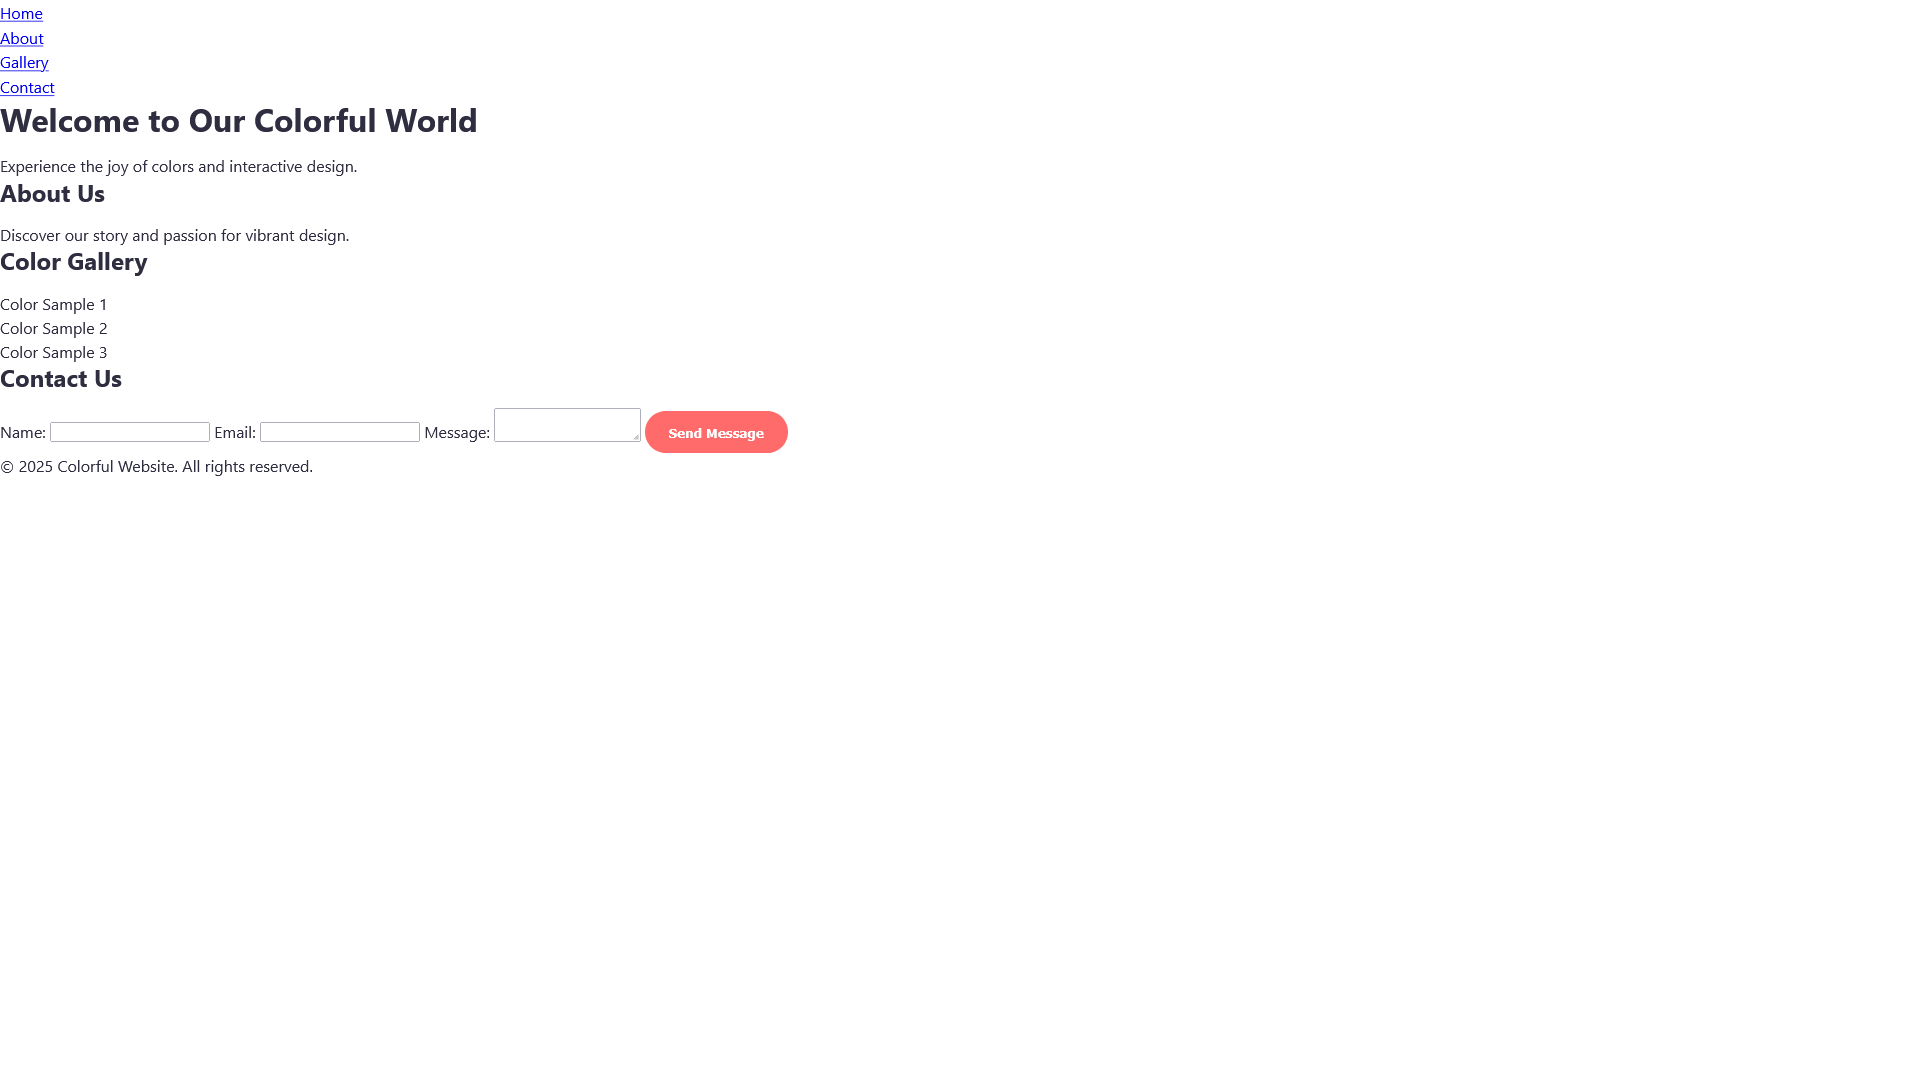 Home
About
Gallery
Contact
Welcome to Our Colorful World
Experience the joy of colors and interactive design.
About Us
Discover our story and passion for vibrant design.
Color Gallery
Color Sample 1
Color Sample 2
Color Sample 3
Contact Us
Name: Email: Message: Send Message
© 2025 Colorful Website. All rights reserved.